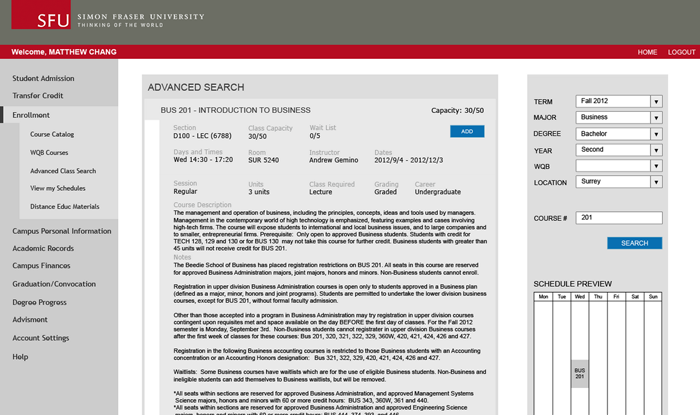 SFU
SIMON FRASER UNIVERSITY
THINKING OF THE WORLD
Welcome, MATTHEW CHANG
HOME
LOGOUT
Student Admission
Transfer Credit
Enrollment
Course Catalog
WQB Courses
Advanced Class Search
View my Schedules
Distance Educ Materials
Campus Personal Information
Academic Records
Campus Finances
Graduation/Convocation
Degree Progress
Advisment
Account Settings
Help
ADVANCED SEARCH
BUS 201 - INTRODUCTION TO BUSINESS
Capacity: 30/50
Section
Class Capacity
Wait List
D100 - LEC (6788)
30/50
0/5
ADD
Days and Times
Room
Instructor
Dates
Wed 14:30 - 17:20
SUR 5240
Andrew Gemino
2012/9/4 - 2012/12/3
Session
Units
Class Required
Grading
Career
Regular
3 units
Lecture
Graded
Undergraduate
Course Description
The management and operation of business, including the principles, concepts, ideas and tools used by managers.
Management in the contemporary world of high technology is emphasized, featuring examples and cases involving
high-tech firms. The course will expose students to international and local business issues, and to large companies and
to smaller, entrepreneurial firms. Prerequisite: Only open to approved Business students. Students with credit for
TECH 128, 129 and 130 or for BUS 130 may not take this course for further credit. Business students with greater than
45 units will not receive credit for BUS 201.
Notes
The Beedie School of Business has placed registration restrictions on BUS 201. All seats in this course are reserved
for approved Business Administration majors, joint majors, honors and minors. Non-Business students cannot enrol.
Registration in upper division Business Administration courses is open only to students approved in a Business plan
(defined as a major, minor, honors and joint programs). Students are permitted to undertake the lower division business
courses, except for BUS 201, without formal faculty admission.
Other than those accepted into a program in Business Administration may try registration in upper division courses
contingent upon requisites met and space available on the day BEFORE the first day of classes. For the Fall 2012
semester is Monday, September 3rd. Non-Business students cannot registrater in upper division Business courses
after the first week of classes for these courses: Bus 201, 320, 321, 322, 329, 360W, 420, 421, 424, 426 and 427.
Registration in the following Business accounting courses is restricted to those Business students with an Accounting
concentration or an Accounting Honors designation: Bus 321, 322, 329, 420, 421, 424, 426 and 427.
Waitlists: Some Business courses have waitlists which are for the use of eligible Business students. Non-Business and
ineligible students can add themselves to Business waitlists, but will be removed.
*All seats within sections are reserved for approved Business Administration, and approved Management Systems
Science majors, honors and minors with 60 or more credit hours: BUS 343, 360W, 361 and 440.
*All seats within sections are reserved for approved Business Administration and approved Engineering Science
TERM
Fall 2012
MAJOR
Business
DEGREE
Bachelor
YEAR
Second
WQB
LOCATION
Surrey
COURSE #
201
SEARCH
SCHEDULE PREVIEW
Mon
Tue
Wed
Thu
Fri
Sat
Sun
BUS
201